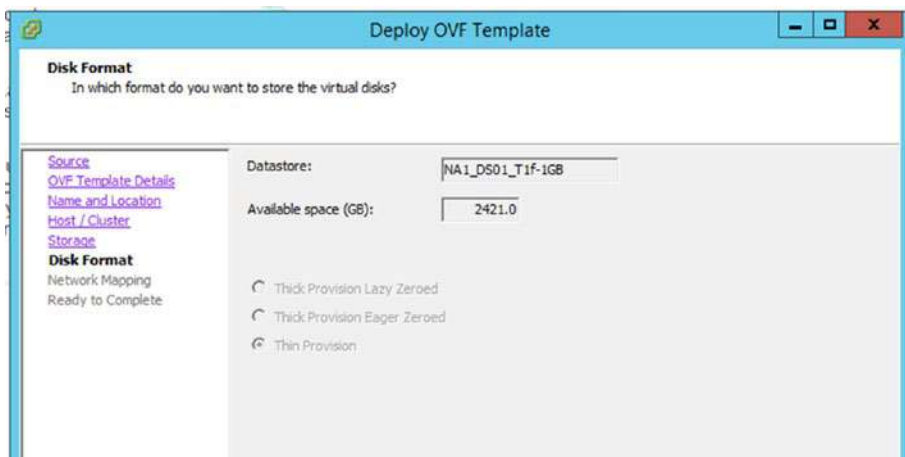 Deploy OVF Template
Disk Format
In which format do you want to store the virtual disks?
Source
OVF Template Details
Name and Location
Host / Cluster
Storage
Disk Format
Network Mapping
Ready to Complete
Datastore:
NA1_DS01_T1f-1GB
Available space (GB):
2421.0
Thick Provision Lazy Zeroed
Thick Provision Eager Zeroed
Thin Provision